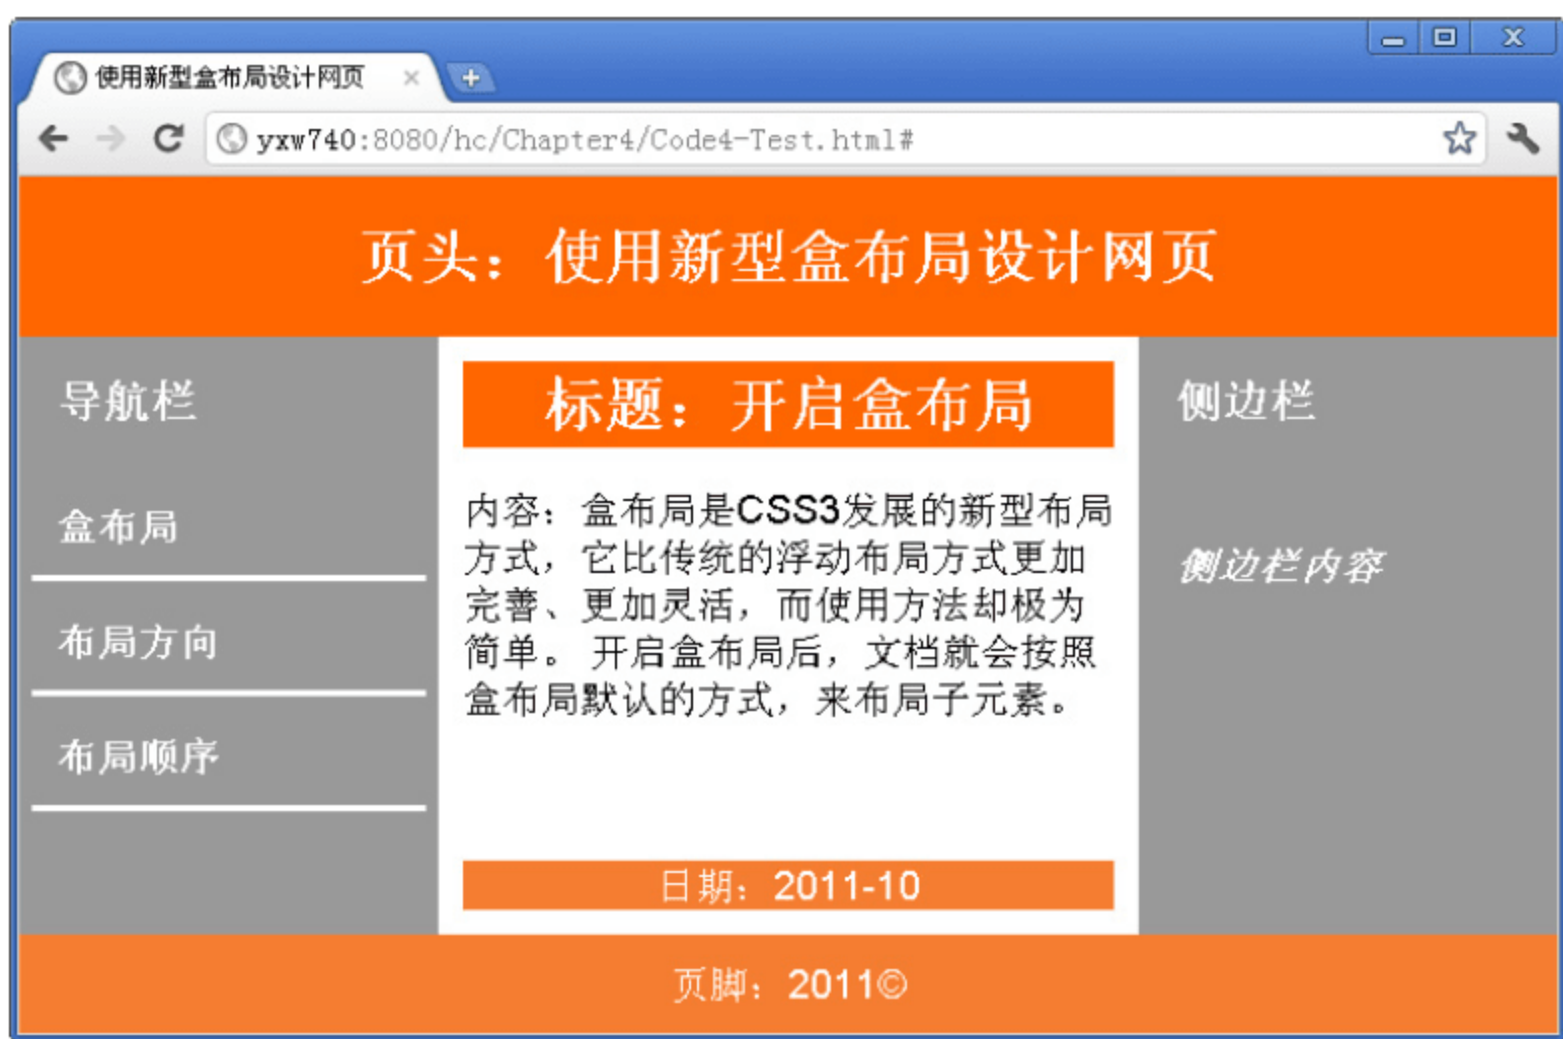 使用新型盒布局设计网页
yxw740:8080/hc/Chapter4/Code4-Test.html#
页头：使用新型盒布局设计网页
导航栏
盒布局
布局方向
布局顺序
标题：开启盒布局
内容：盒布局是CSS3发展的新型布局
方式，它比传统的浮动布局方式更加
完善、更加灵活，而使用方法却极为
简单。 开启盒布局后，文档就会按照
盒布局默认的方式，来布局子元素。
日期：2011-10
侧边栏
侧边栏内容
页脚：2011©